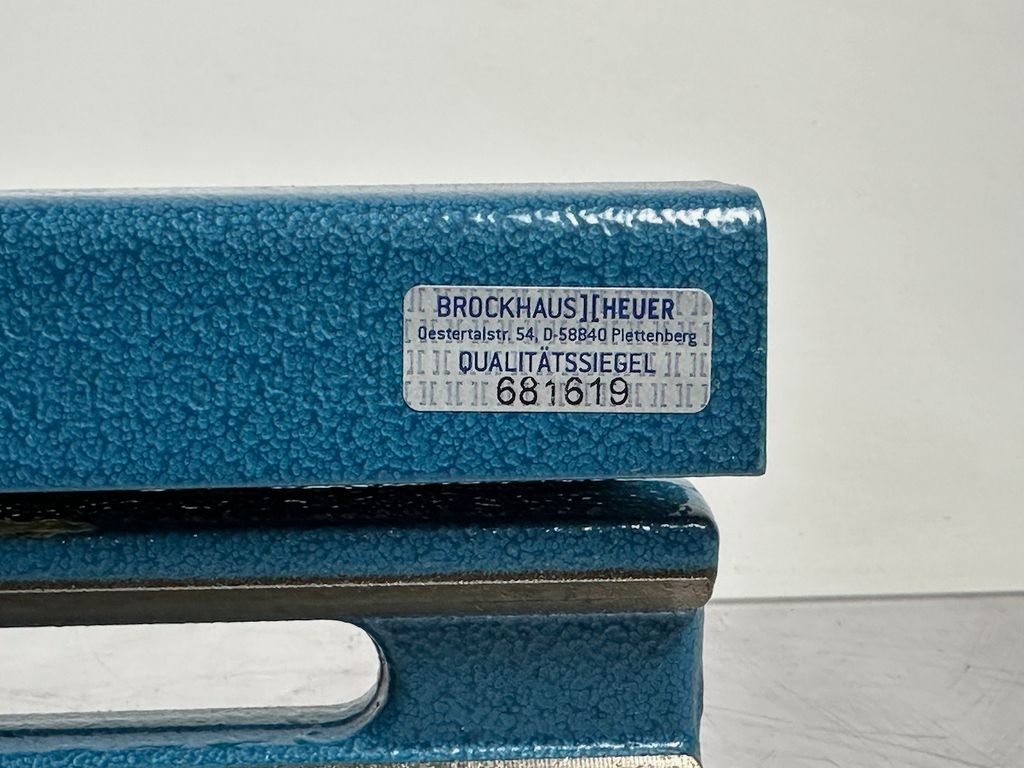 BROCKHAUS][HEUER
Oestertalstr. 54, D-58840 Plettenberg
QUALITÄTSSIEGEL
681619